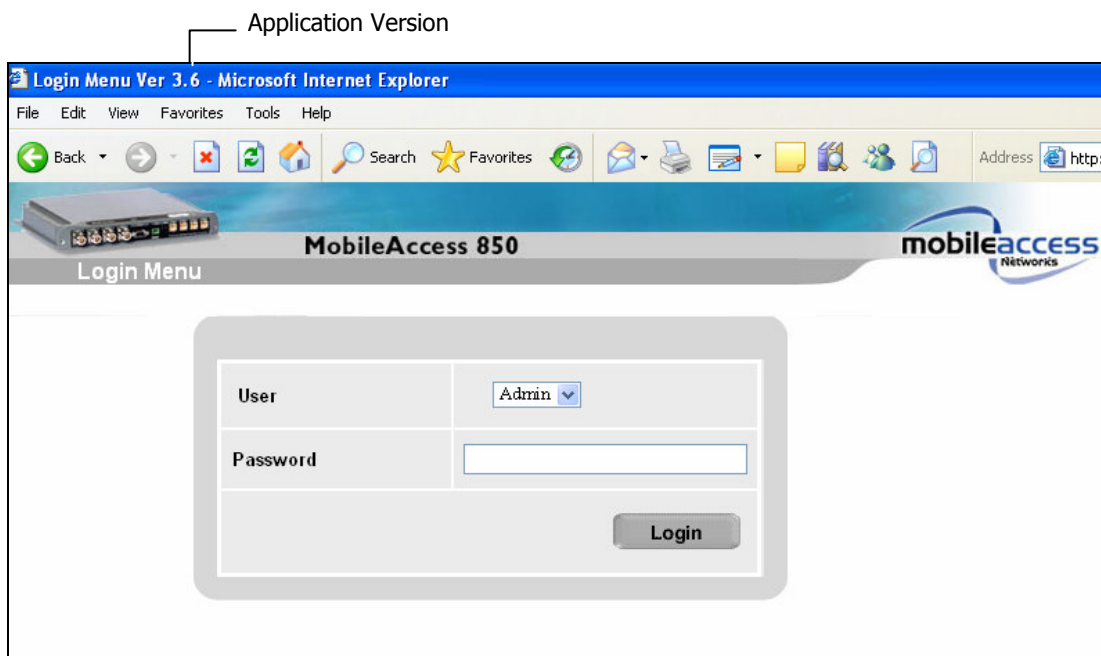 Application Version
Login Menu Ver 3.6 - Microsoft Internet Explorer
File Edit View Favorites Tools Help
Back Search Favorites Address http:
MobileAccess 850
mobileaccess
Networks
Login Menu
User Admin
Password
Login